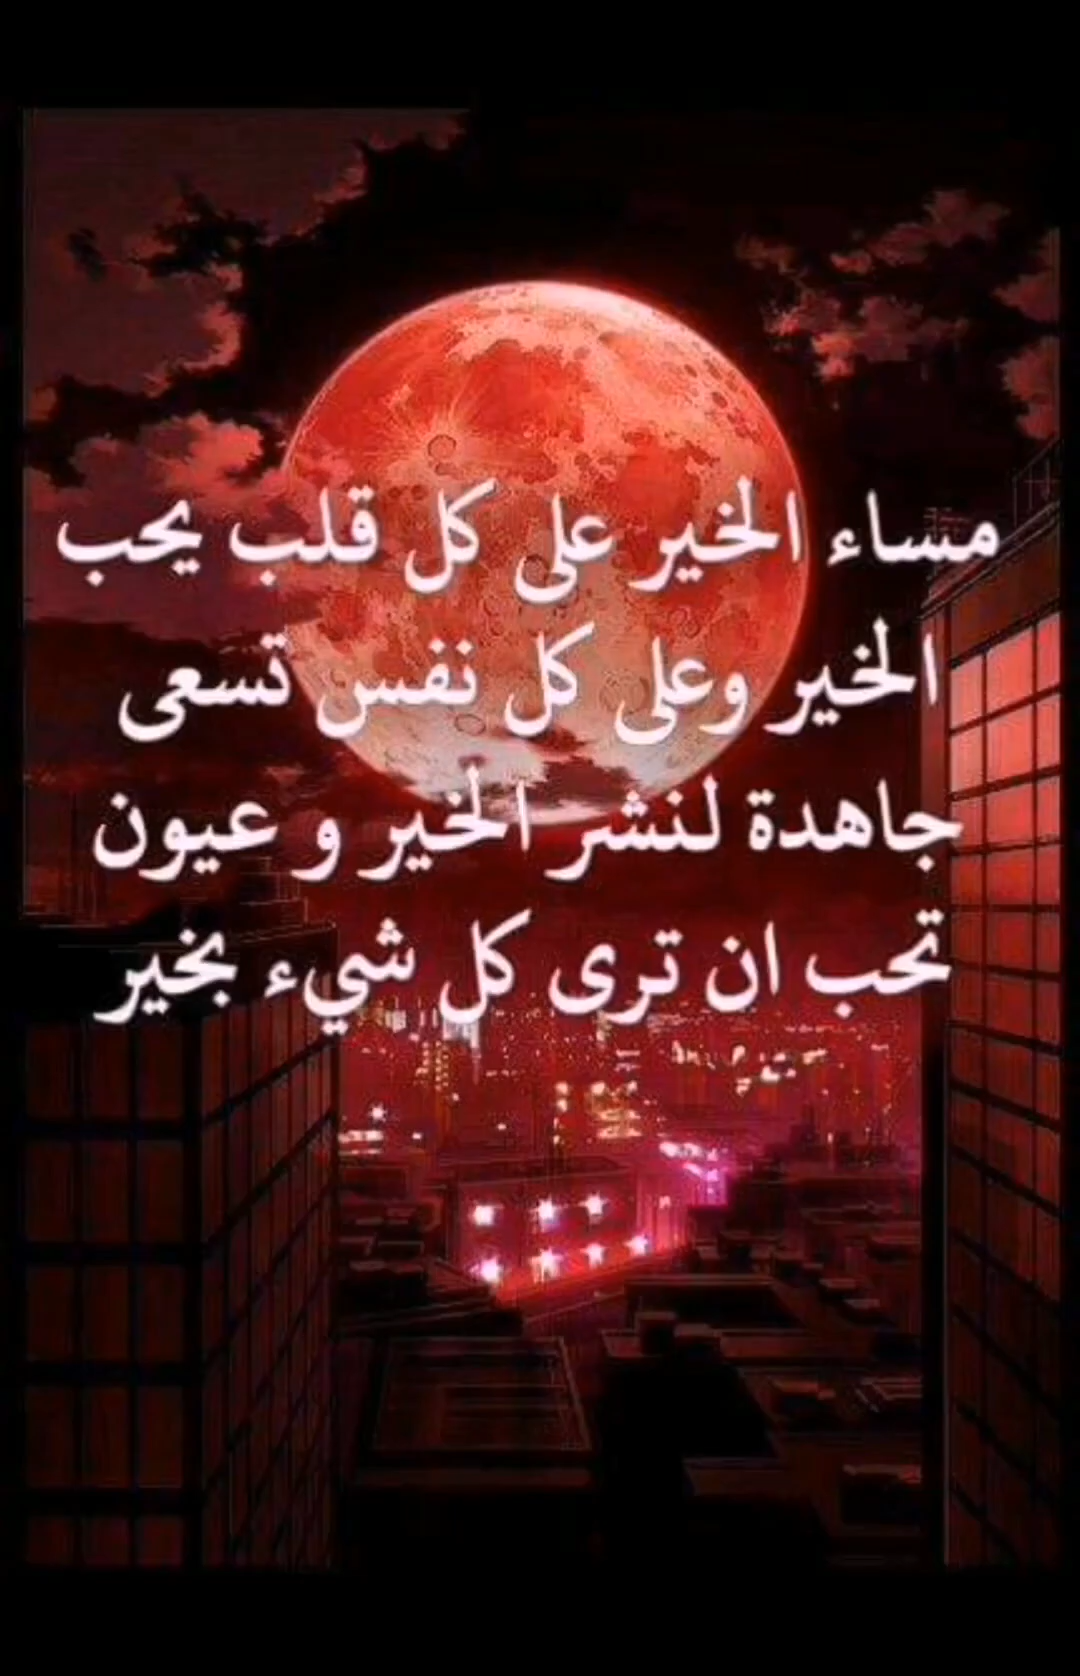 مساء الخير على كل قلب يحب
الخير وعلى كل نفس تسعى
جاهدة لنشر الخير و عيون
تحب ان ترى كل شيء بخير